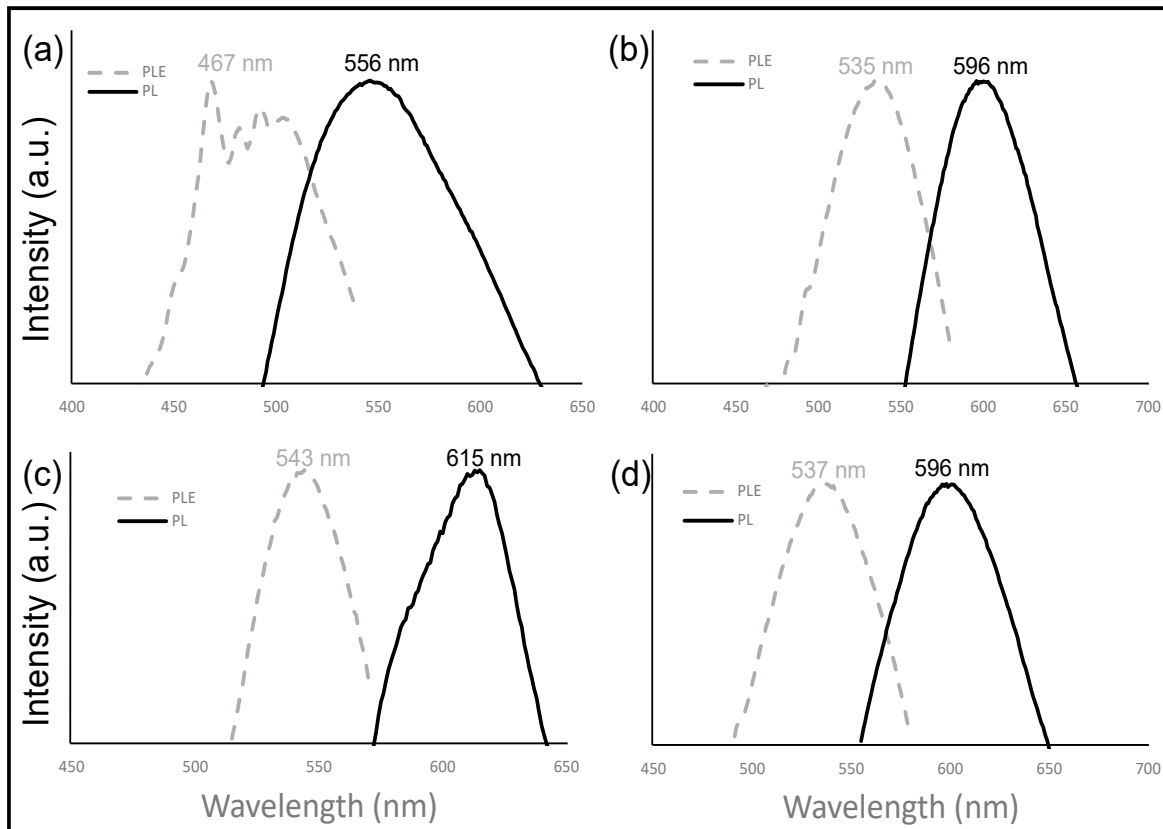 (a)
467 nm
556 nm
PLE
PL
Intensity (a.u.)
400 450 500 550 600 650
(b)
535 nm
596 nm
PLE
PL
400 450 500 550 600 650 700
(c)
543 nm
615 nm
PLE
PL
Intensity (a.u.)
450 500 550 600 650
Wavelength (nm)
(d)
537 nm
596 nm
PLE
PL
450 500 550 600 650 700
Wavelength (nm)